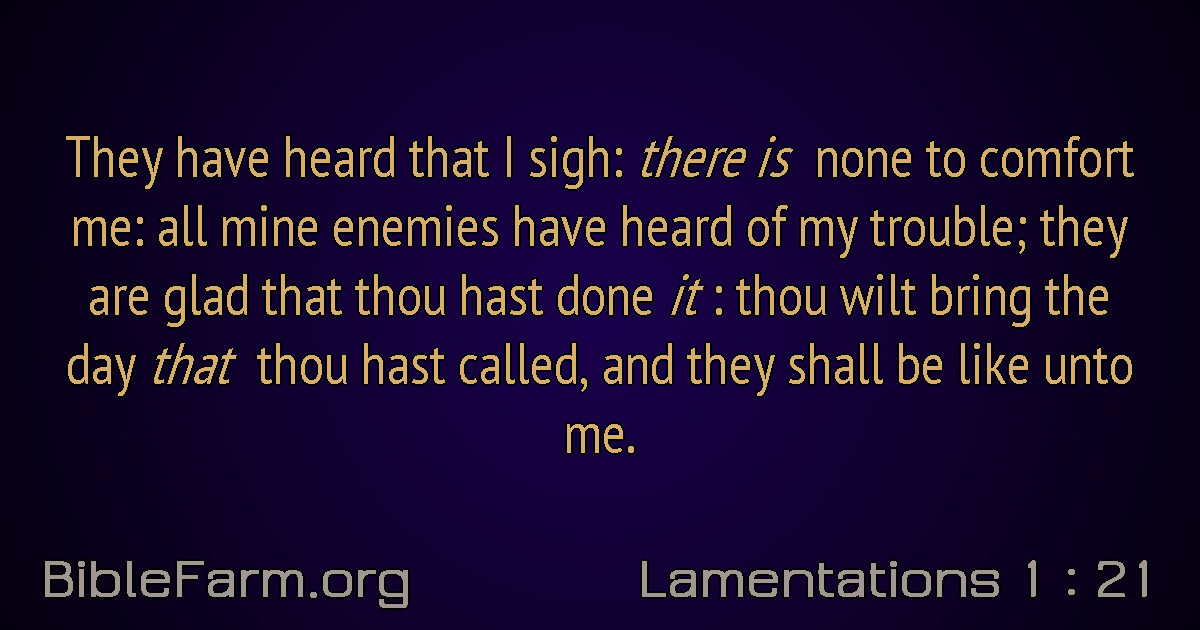 They have heard that I sigh: there is none to comfort
me: all mine enemies have heard of my trouble; they
are glad that thou hast done it : thou wilt bring the
day that thou hast called, and they shall be like unto
me.
BibleFarm.org
Lamentations 1 : 21